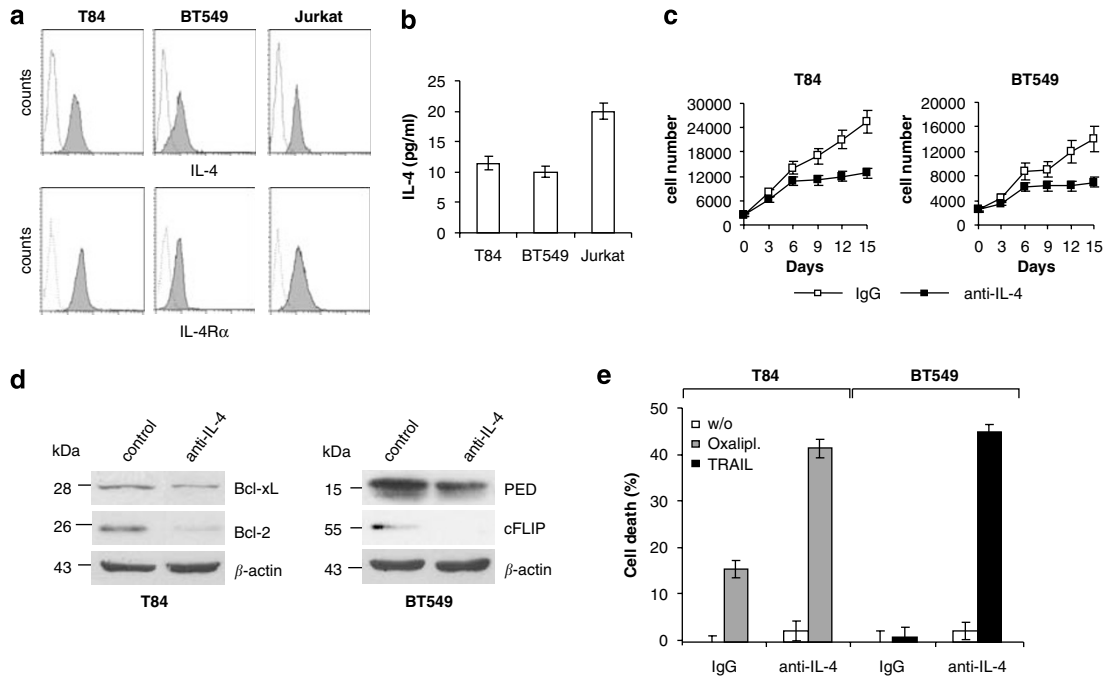 a
T84 BT549 Jurkat
counts
IL-4
counts
IL-4Rα
b
IL-4 (pg/ml)
25
20
15
10
5
0
T84 BT549 Jurkat
c
T84
cell number
30000
24000
18000
12000
6000
0
0 3 6 9 12 15
Days
BT549
cell number
20000
16000
12000
8000
4000
0
0 3 6 9 12 15
Days
IgG anti-IL-4
d
kDa control anti-IL-4
28 Bcl-xL
26 Bcl-2
43 β-actin
T84
kDa control anti-IL-4
15 PED
55 cFLIP
43 β-actin
BT549
e
T84 BT549
Cell death (%)
50
40
30
20
10
0
w/o
Oxalipl.
TRAIL
IgG anti-IL-4 IgG anti-IL-4